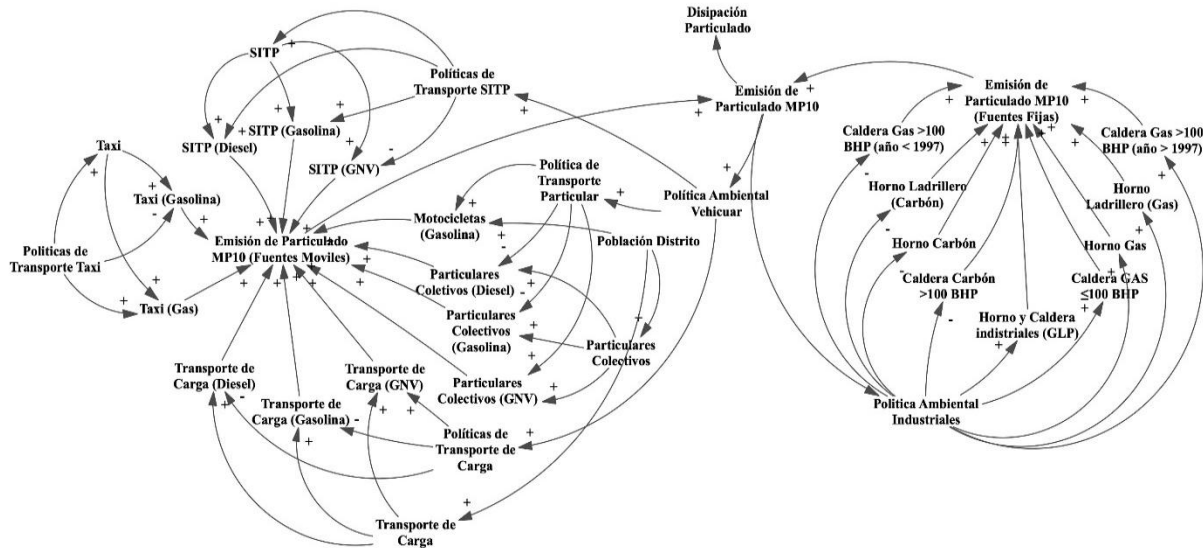 Disipación
Particulado
SITP
Políticas de
Transporte SITP
Emisión de
Particulado MP10
Emisión de
Particulado MP10
(Fuentes Fijas)
SITP (Gasolina)
SITP (Diesel)
SITP (GNV)
Taxi
Taxi (Gasolina)
Politicas de
Transporte Taxi
Taxi (Gas)
Política de
Transporte
Particular
Política Ambiental
Vehicuar
Motocicletas
(Gasolina)
Población Distrito
Emisión de Particulado
MP10 (Fuentes Moviles)
Particulares
Coletivos (Diesel)
Particulares
Colectivos
(Gasolina)
Particulares
Colectivos
Particulares
Colectivos (GNV)
Transporte de
Carga (Diesel)
Transporte de
Carga (GNV)
Transporte de
Carga (Gasolina)
Políticas de
Transporte de
Carga
Transporte de
Carga
Caldera Gas >100
BHP (año < 1997)
Caldera Gas >100
BHP (año > 1997)
Horno Ladrillero
(Carbón)
Horno
Ladrillero (Gas)
Horno Carbón
Horno Gas
Caldera Carbón
>100 BHP
Caldera GAS
≤100 BHP
Horno y Caldera
indistriales (GLP)
Politica Ambiental
Industriales